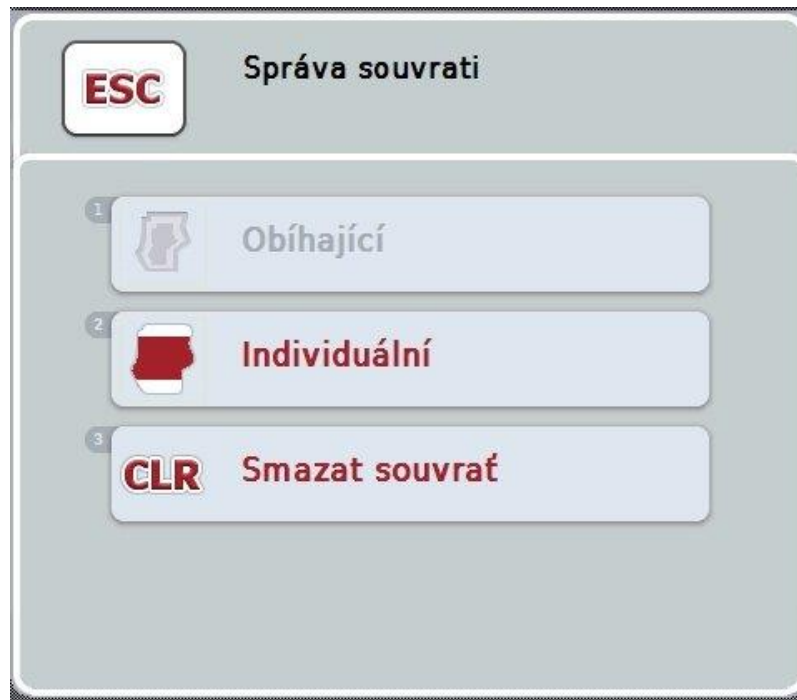 ESC
Správa souvrati
1
Obíhající
2
Individuální
3
CLR Smazat souvrať